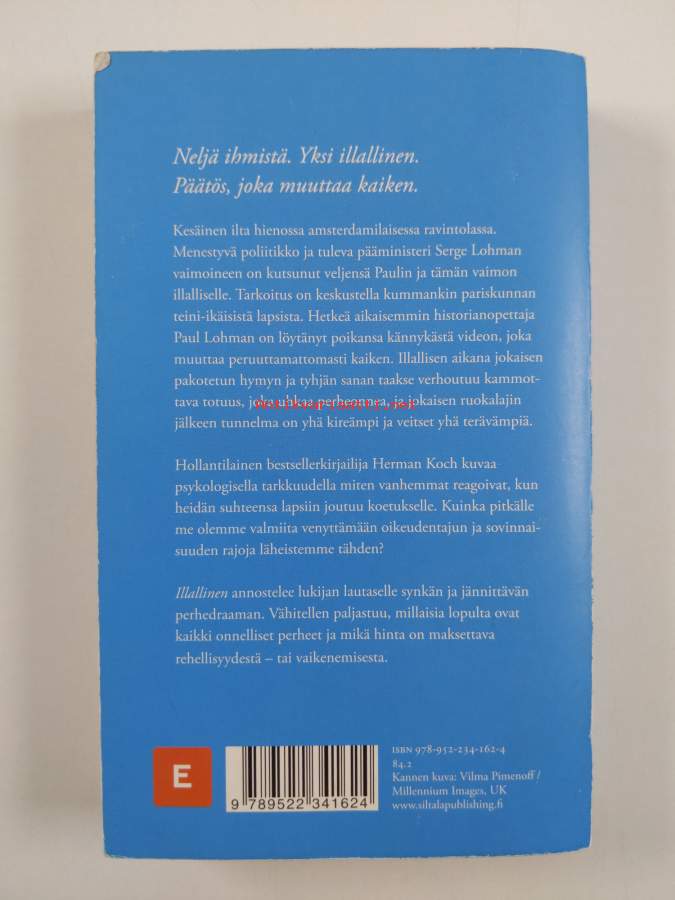 Neljä ihmistä. Yksi illallinen.
Päätös, joka muuttaa kaiken.
Kesäinen ilta hienossa amsterdamilaisessa ravintolassa.
Menestyvä poliitikko ja tuleva pääministeri Serge Lohman
vaimoineen on kutsunut veljensä Paulin ja tämän vaimon
illalliselle. Tarkoitus on keskustella kummankin pariskunnan
teini-ikäisistä lapsista. Hetkeä aikaisemmin historianopettaja
Paul Lohman on löytänyt poikansa kännykästä videon, joka
muuttaa peruuttamattomasti kaiken. Illallisen aikana jokaisen
pakotetun hymyn ja tyhjän sanan taakse verhoutuu kammot-
tava totuus, joka uhkaa perheonnea, ja jokaisen ruokalajin
jälkeen tunnelma on yhä kireämpi ja veitset yhä terävämpiä.
Hollantilainen bestsellerkirjailija Herman Koch kuvaa
psykologisella tarkkuudella miten vanhemmat reagoivat, kun
heidän suhteensa lapsiin joutuu koetukselle. Kuinka pitkälle
me olemme valmiita venyttämään oikeudentajun ja sovinnai-
suuden rajoja läheistemme tähden?
Illallinen annostelee lukijan lautaselle synkän ja jännittävän
perhedraaman. Vähitellen paljastuu, millaisia lopulta ovat
kaikki onnelliset perheet ja mikä hinta on maksettava
rehellisyydestä – tai vaikenemisesta.
E
9 789522 341624
ISBN 978-952-234-162-4
84.2
Kannen kuva: Vilma Pimenoff /
Millennium Images, UK
www.siltalapublishing.fi